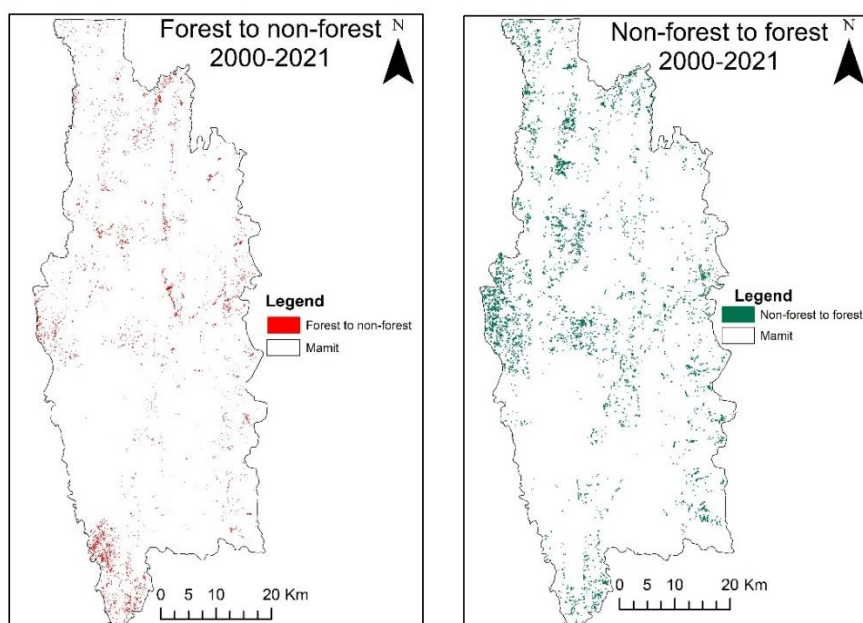 Forest to non-forest
2000-2021
N
Legend
Forest to non-forest
Mamit
0 5 10 20 Km
Non-forest to forest
2000-2021
N
Legend
Non-forest to forest
Mamit
0 5 10 20 Km